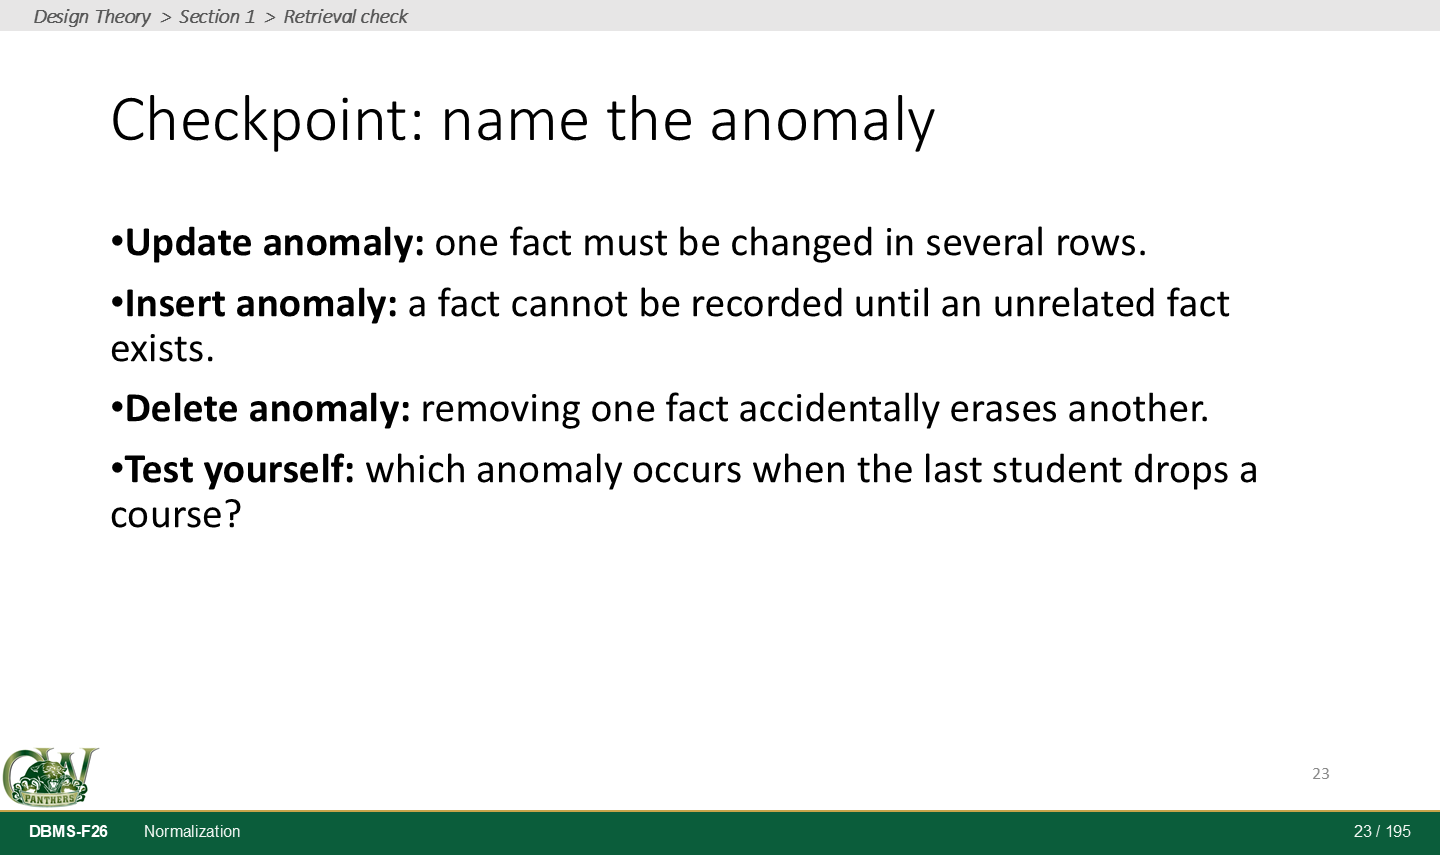 Design Theory > Section 1 > Retrieval check
Checkpoint: name the anomaly
•Update anomaly: one fact must be changed in several rows.
•Insert anomaly: a fact cannot be recorded until an unrelated fact
exists.
•Delete anomaly: removing one fact accidentally erases another.
•Test yourself: which anomaly occurs when the last student drops a
course?
23
OW
PANTHERS
DBMS-F26 Normalization 23 / 195